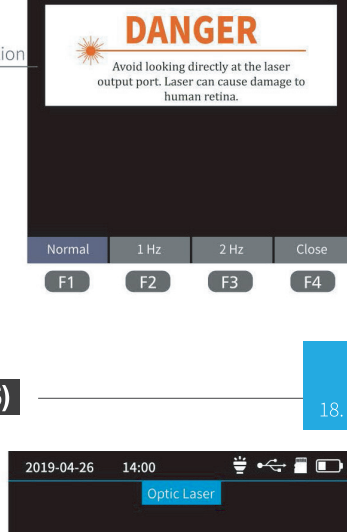 tion
DANGER
Avoid looking directly at the laser
output port. Laser can cause damage to
human retina.
Normal 1 Hz 2 Hz Close
F1 F2 F3 F4
)
18.
2019-04-26 14:00
Optic Laser